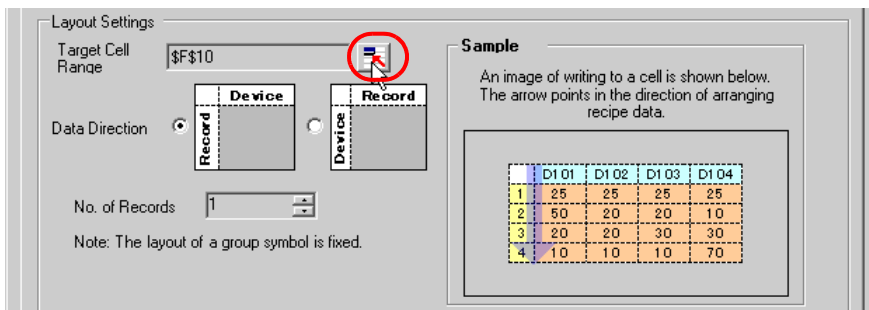 Layout Settings
Target Cell
Range
$F$10
Data Direction
Device
Record
Record
Device
No. of Records
1
Note: The layout of a group symbol is fixed.
Sample
An image of writing to a cell is shown below.
The arrow points in the direction of arranging
recipe data.
D101 D102 D103 D104
1 25 25 25 25
2 50 20 20 10
3 20 20 30 30
4 10 10 10 70